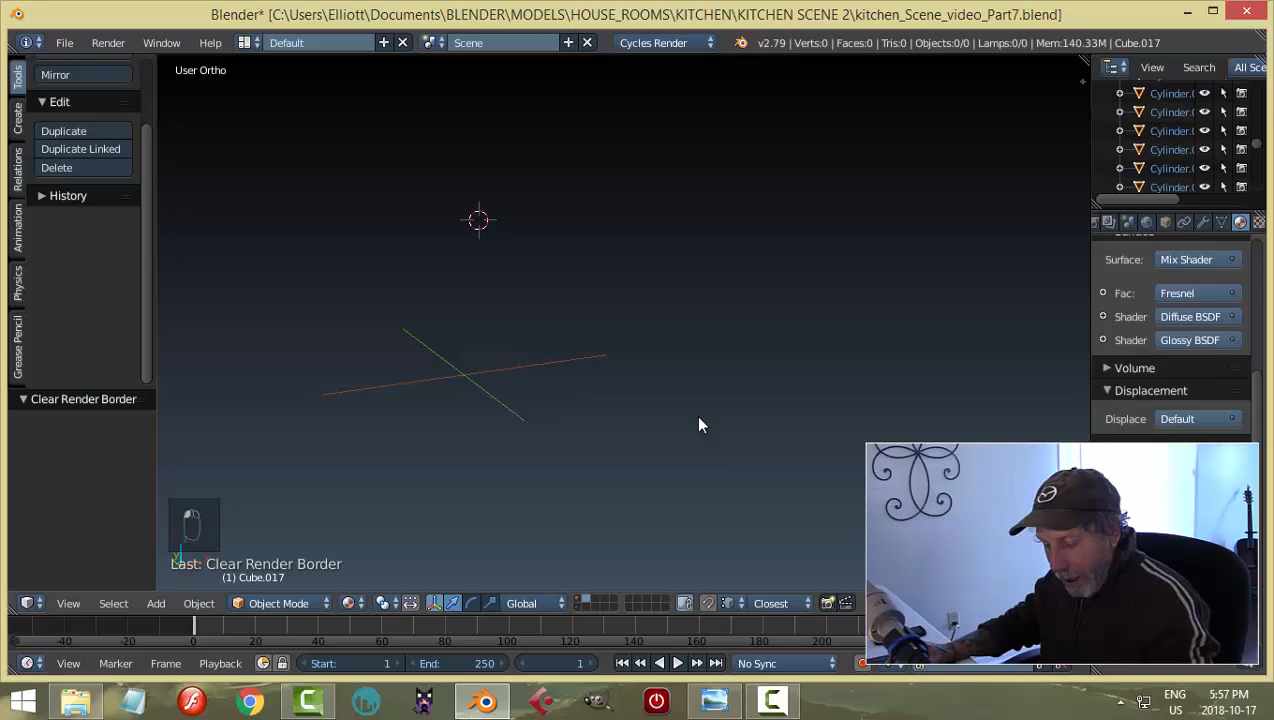 Blender* [C:\Users\Elliott\Documents\BLENDER\MODELS\HOUSE_ROOMS\KITCHEN\KITCHEN SCENE 2\kitchen_Scene_video_Part7.blend]
File Render Window Help Default Scene Cycles Render v2.79 | Verts:0 | Faces:0 | Tris:0 | Objects:0/0 | Lamps:0/0 | Mem:140.33M | Cube.017
View Search All Sce
Tools
Create
Relations
Animation
Physics
Grease Pencil
Mirror
Edit
Duplicate
Duplicate Linked
Delete
History
Clear Render Border
User Ortho
Cylinder.
Cylinder.
Cylinder.
Cylinder.
Cylinder.
Cylinder.
Surface:
Mix Shader
Fac:
Fresnel
Shader
Diffuse BSDF
Shader
Glossy BSDF
Volume
Displacement
Displace
Default
Last: Clear Render Border
(1) Cube.017
View Select Add Object Object Mode Global Closest
-40 -20 0 20 40 60 80 100 120 140 160 180 200
View Marker Frame Playback Start: 1 End: 250 1 No Sync
ENG
US
5:57 PM
2018-10-17